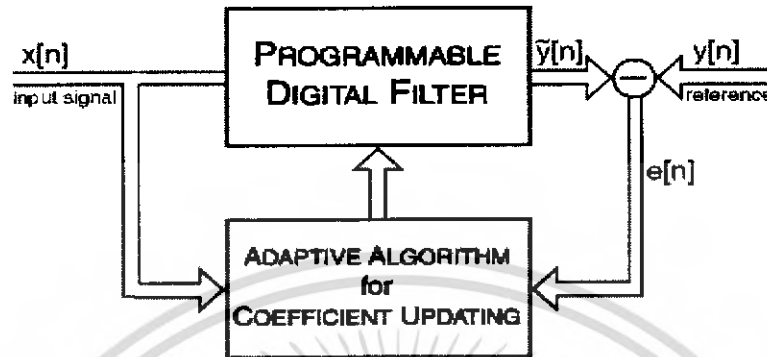 x[n]
input signal
PROGRAMMABLE
DIGITAL FILTER
ỹ[n]
y[n]
reference
e[n]
ADAPTIVE ALGORITHM
for
COEFFICIENT UPDATING